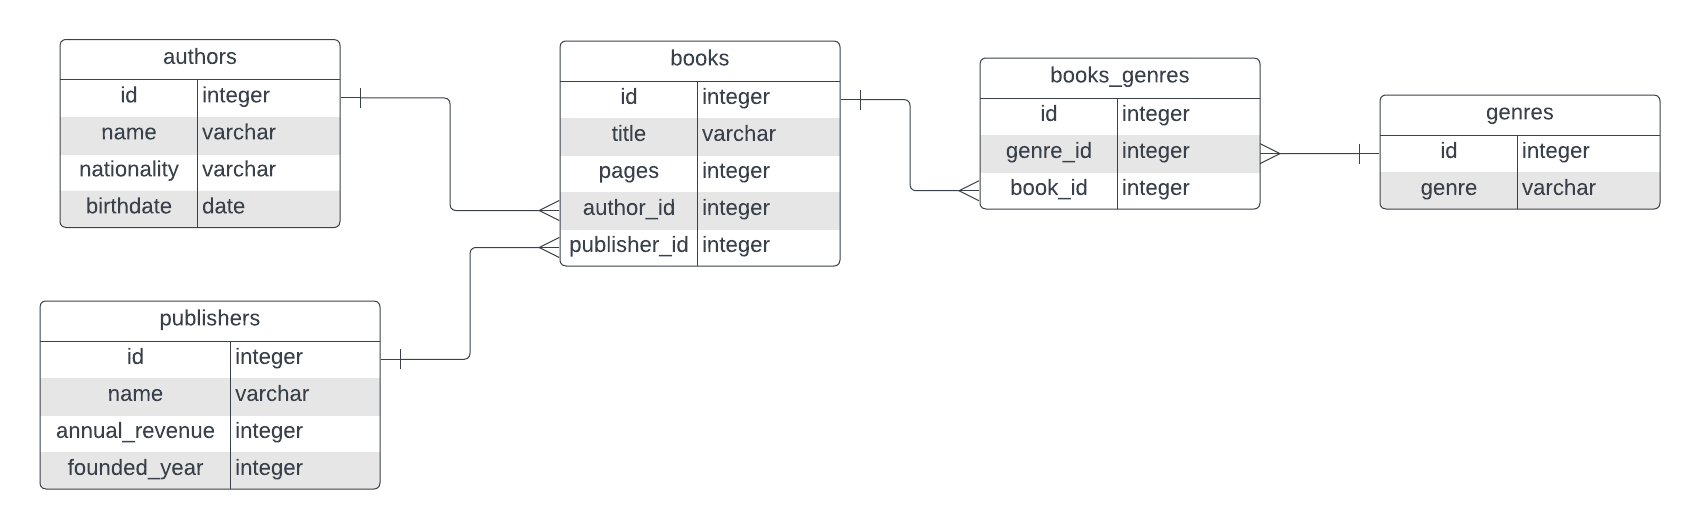 authors
id integer
name varchar
nationality varchar
birthdate date
books
id integer
title varchar
pages integer
author_id integer
publisher_id integer
books_genres
id integer
genre_id integer
book_id integer
genres
id integer
genre varchar
publishers
id integer
name varchar
annual_revenue integer
founded_year integer